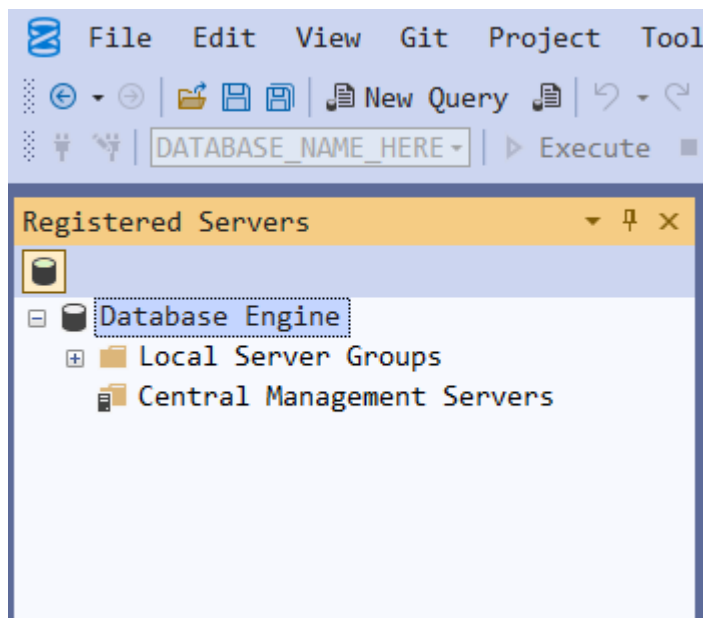 File Edit View Git Project Tool
New Query
DATABASE_NAME_HERE Execute
Registered Servers
Database Engine
Local Server Groups
Central Management Servers